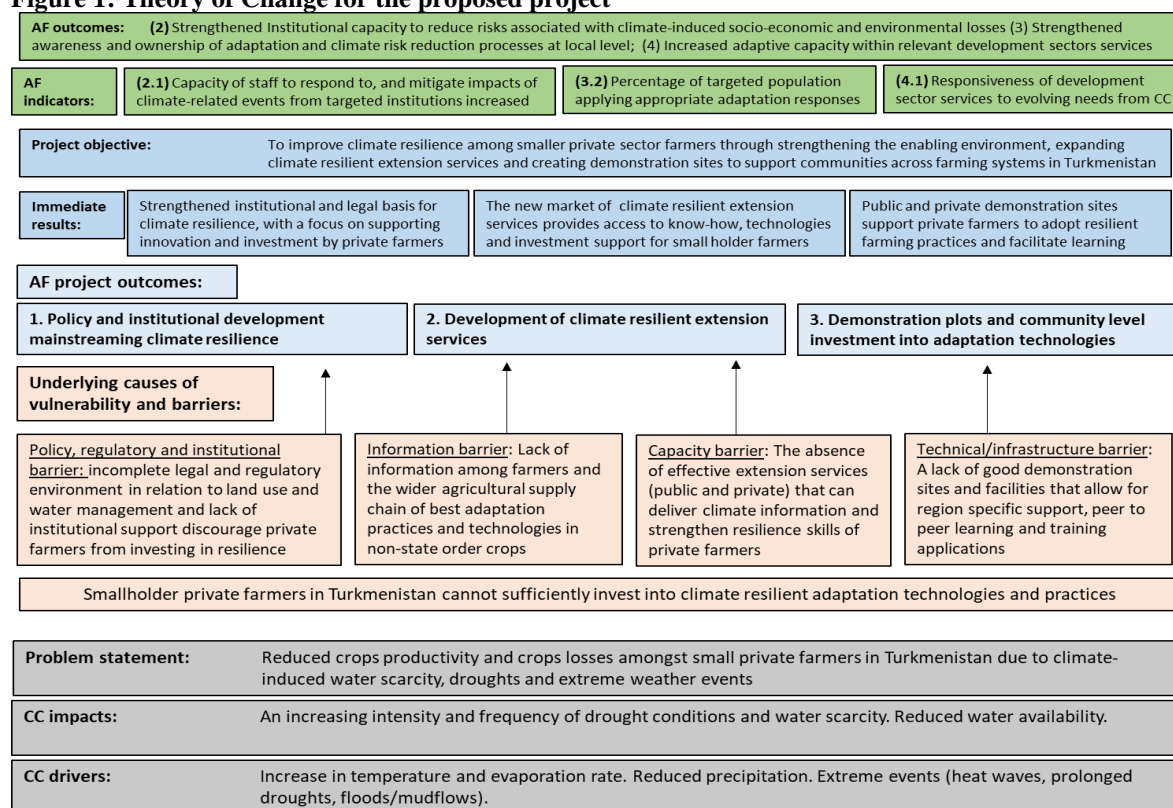 Figure 1: Theory of Change for the proposed project
AF outcomes: (2) Strengthened Institutional capacity to reduce risks associated with climate-induced socio-economic and environmental losses (3) Strengthened
awareness and ownership of adaptation and climate risk reduction processes at local level; (4) Increased adaptive capacity within relevant development sectors services
AF
indicators:
(2.1) Capacity of staff to respond to, and mitigate impacts of
climate-related events from targeted institutions increased
(3.2) Percentage of targeted population
applying appropriate adaptation responses
(4.1) Responsiveness of development
sector services to evolving needs from CC
Project objective:
To improve climate resilience among smaller private sector farmers through strengthening the enabling environment, expanding
climate resilient extension services and creating demonstration sites to support communities across farming systems in Turkmenistan
Immediate
results:
Strengthened institutional and legal basis for
climate resilience, with a focus on supporting
innovation and investment by private farmers
The new market of climate resilient extension
services provides access to know-how, technologies
and investment support for small holder farmers
Public and private demonstration sites
support private farmers to adopt resilient
farming practices and facilitate learning
AF project outcomes:
1. Policy and institutional development
mainstreaming climate resilience
2. Development of climate resilient extension
services
3. Demonstration plots and community level
investment into adaptation technologies
Underlying causes of
vulnerability and barriers:
Policy, regulatory and institutional
barrier: incomplete legal and regulatory
environment in relation to land use and
water management and lack of
institutional support discourage private
farmers from investing in resilience
Information barrier: Lack of
information among farmers and
the wider agricultural supply
chain of best adaptation
practices and technologies in
non-state order crops
Capacity barrier: The absence
of effective extension services
(public and private) that can
deliver climate information and
strengthen resilience skills of
private farmers
Technical/infrastructure barrier:
A lack of good demonstration
sites and facilities that allow for
region specific support, peer to
peer learning and training
applications
Smallholder private farmers in Turkmenistan cannot sufficiently invest into climate resilient adaptation technologies and practices
Problem statement:
Reduced crops productivity and crops losses amongst small private farmers in Turkmenistan due to climate-
induced water scarcity, droughts and extreme weather events
CC impacts:
An increasing intensity and frequency of drought conditions and water scarcity. Reduced water availability.
CC drivers:
Increase in temperature and evaporation rate. Reduced precipitation. Extreme events (heat waves, prolonged
droughts, floods/mudflows).